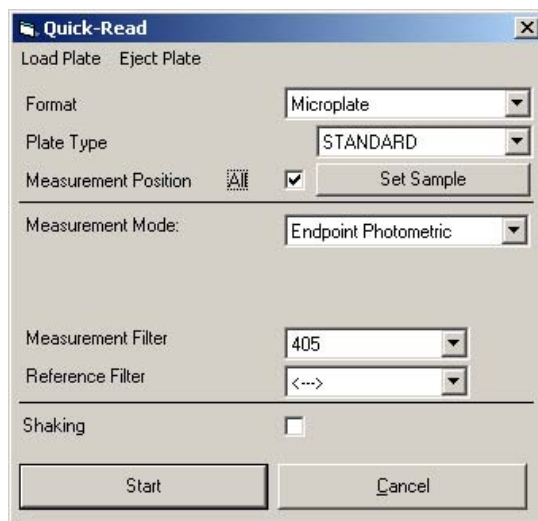 Quick-Read
Load Plate Eject Plate
Format Microplate
Plate Type STANDARD
Measurement Position All Set Sample
Measurement Mode: Endpoint Photometric
Measurement Filter 405
Reference Filter <--->
Shaking
Start Cancel